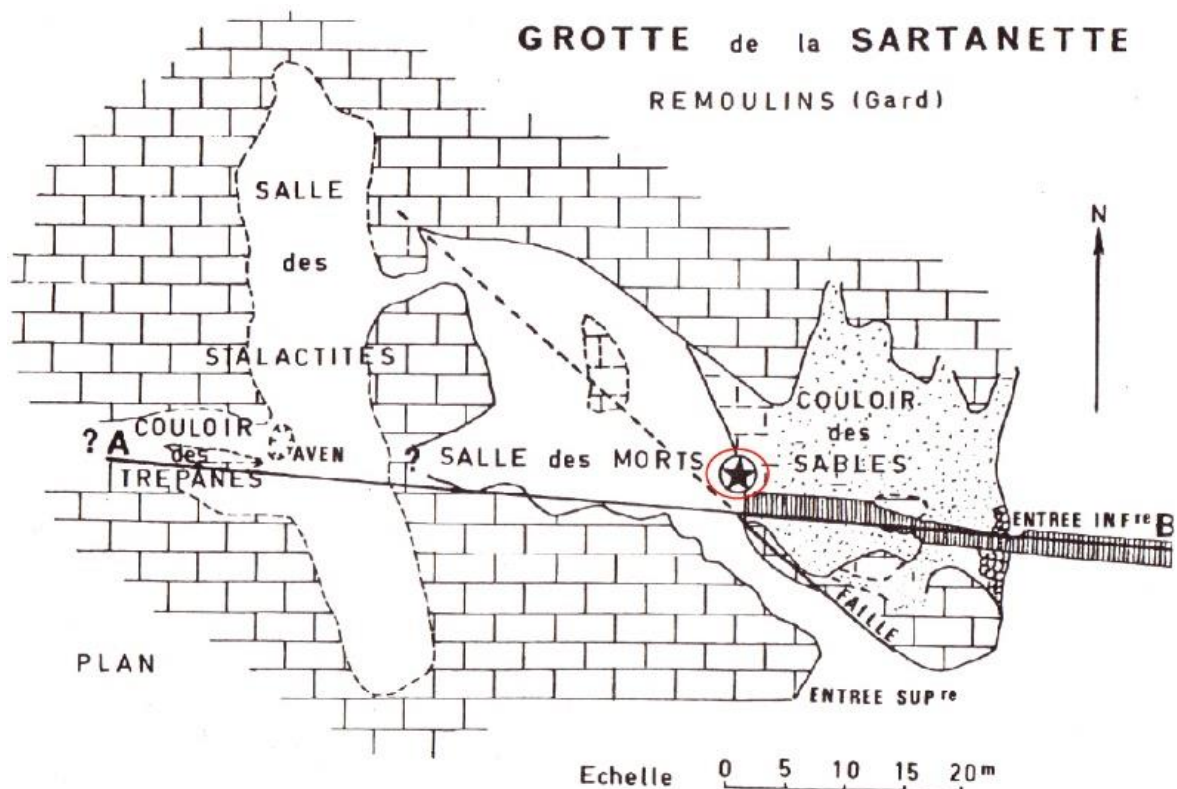 GROTTE de la SARTANETTE
REMOULINS (Gard)
N
SALLE
des
STALACTITES
COULOIR
des
SABLES
? A
COULOIR
des
TREPANES
AVEN
?
SALLE des MORTS
ENTREE INFre B
FAILLE
ENTREE SUPre
PLAN
Echelle 0 5 10 15 20m